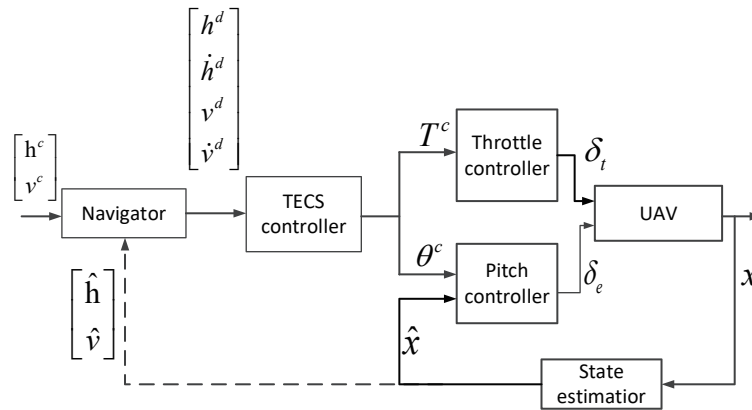 [h^d
ḣ^d
v^d
v̇^d]
[h^c
v^c]
Navigator
TECS
controller
T^c
Throttle
controller
δ_t
UAV
θ^c
Pitch
controller
δ_e
x
[ĥ
v̂]
x̂
State
estimatior